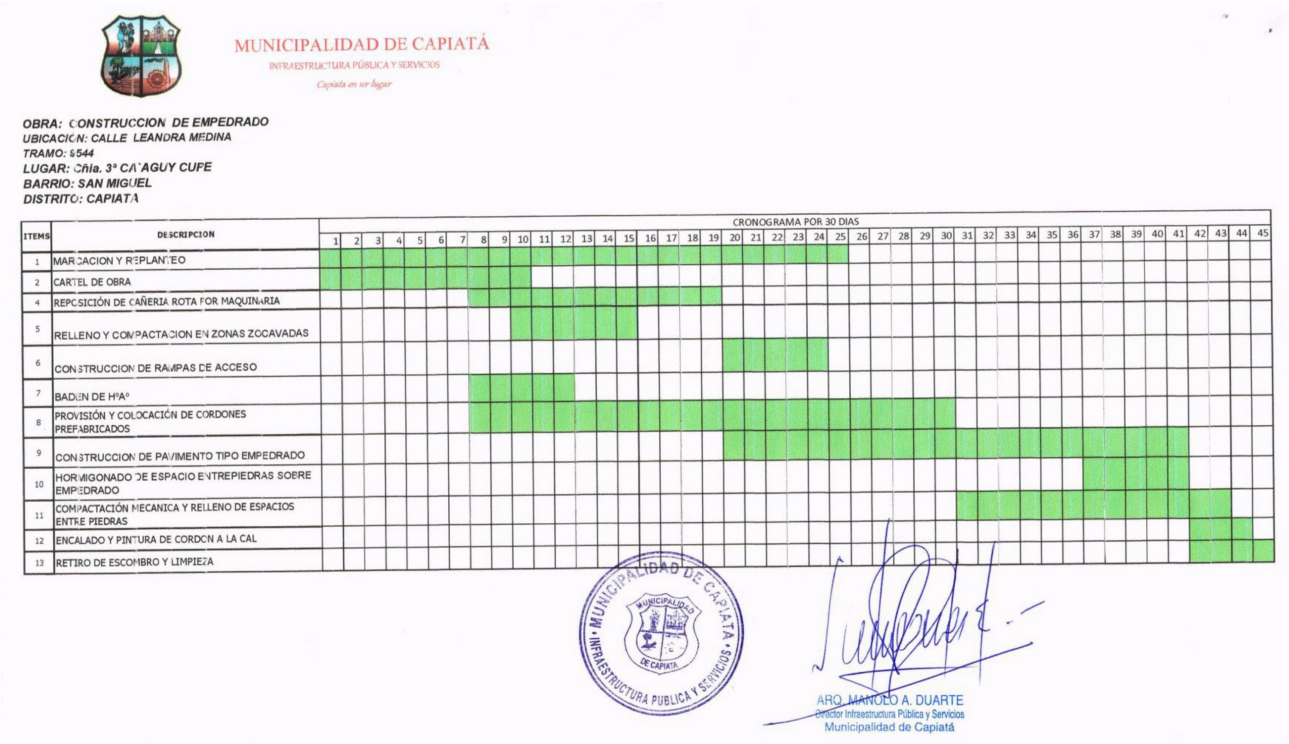 MUNICIPALIDAD DE CAPIATÁ
INFRAESTRUCTURA PÚBLICA Y SERVICIOS
Capiata en ser lugar
OBRA: CONSTRUCCION DE EMPEDRADO
UBICACION: CALLE LEANDRA MEDINA
TRAMO: 5544
LUGAR: Cñia. 3ª CA´AGUY CUPE
BARRIO: SAN MIGUEL
DISTRITO: CAPIATA
ITEMS DESCRIPCION CRONOGRAMA POR 30 DIAS
1 2 3 4 5 6 7 8 9 10 11 12 13 14 15 16 17 18 19 20 21 22 23 24 25 26 27 28 29 30 31 32 33 34 35 36 37 38 39 40 41 42 43 44 45
1 MARCACION Y REPLANTEO
2 CARTEL DE OBRA
4 REPOSICIÓN DE CAÑERIA ROTA POR MAQUINARIA
5 RELLENO Y COMPACTACION EN ZONAS ZOCAVADAS
6 CONSTRUCCION DE RAMPAS DE ACCESO
7 BADEN DE HºAº
8 PROVISIÓN Y COLOCACIÓN DE CORDONES
PREFABRICADOS
9 CONSTRUCCION DE PAVIMENTO TIPO EMPEDRADO
10 HORMIGONADO DE ESPACIO ENTREPIEDRAS SOBRE
EMPEDRADO
11 COMPACTACIÓN MECANICA Y RELLENO DE ESPACIOS
ENTRE PIEDRAS
12 ENCALADO Y PINTURA DE CORDON A LA CAL
13 RETIRO DE ESCOMBRO Y LIMPIEZA
MUNICIPALIDAD DE CAPIATA
INFRAESTRUCTURA PUBLICA Y SERVICIOS
MUNICIPALIDAD
DE CAPIATA
ARQ. MANOLO A. DUARTE
Director Infraestructura Pública y Servicios
Municipalidad de Capiatá